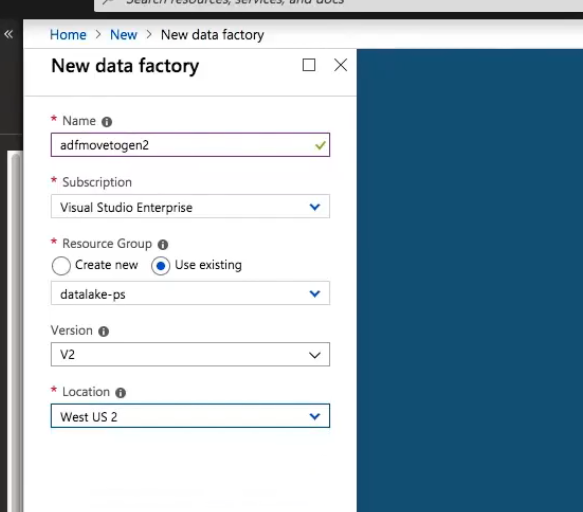 Search resources, services, and docs
«
Home > New > New data factory
New data factory
* Name
adfmovetogen2
* Subscription
Visual Studio Enterprise
* Resource Group
Create new Use existing
datalake-ps
Version
V2
* Location
West US 2